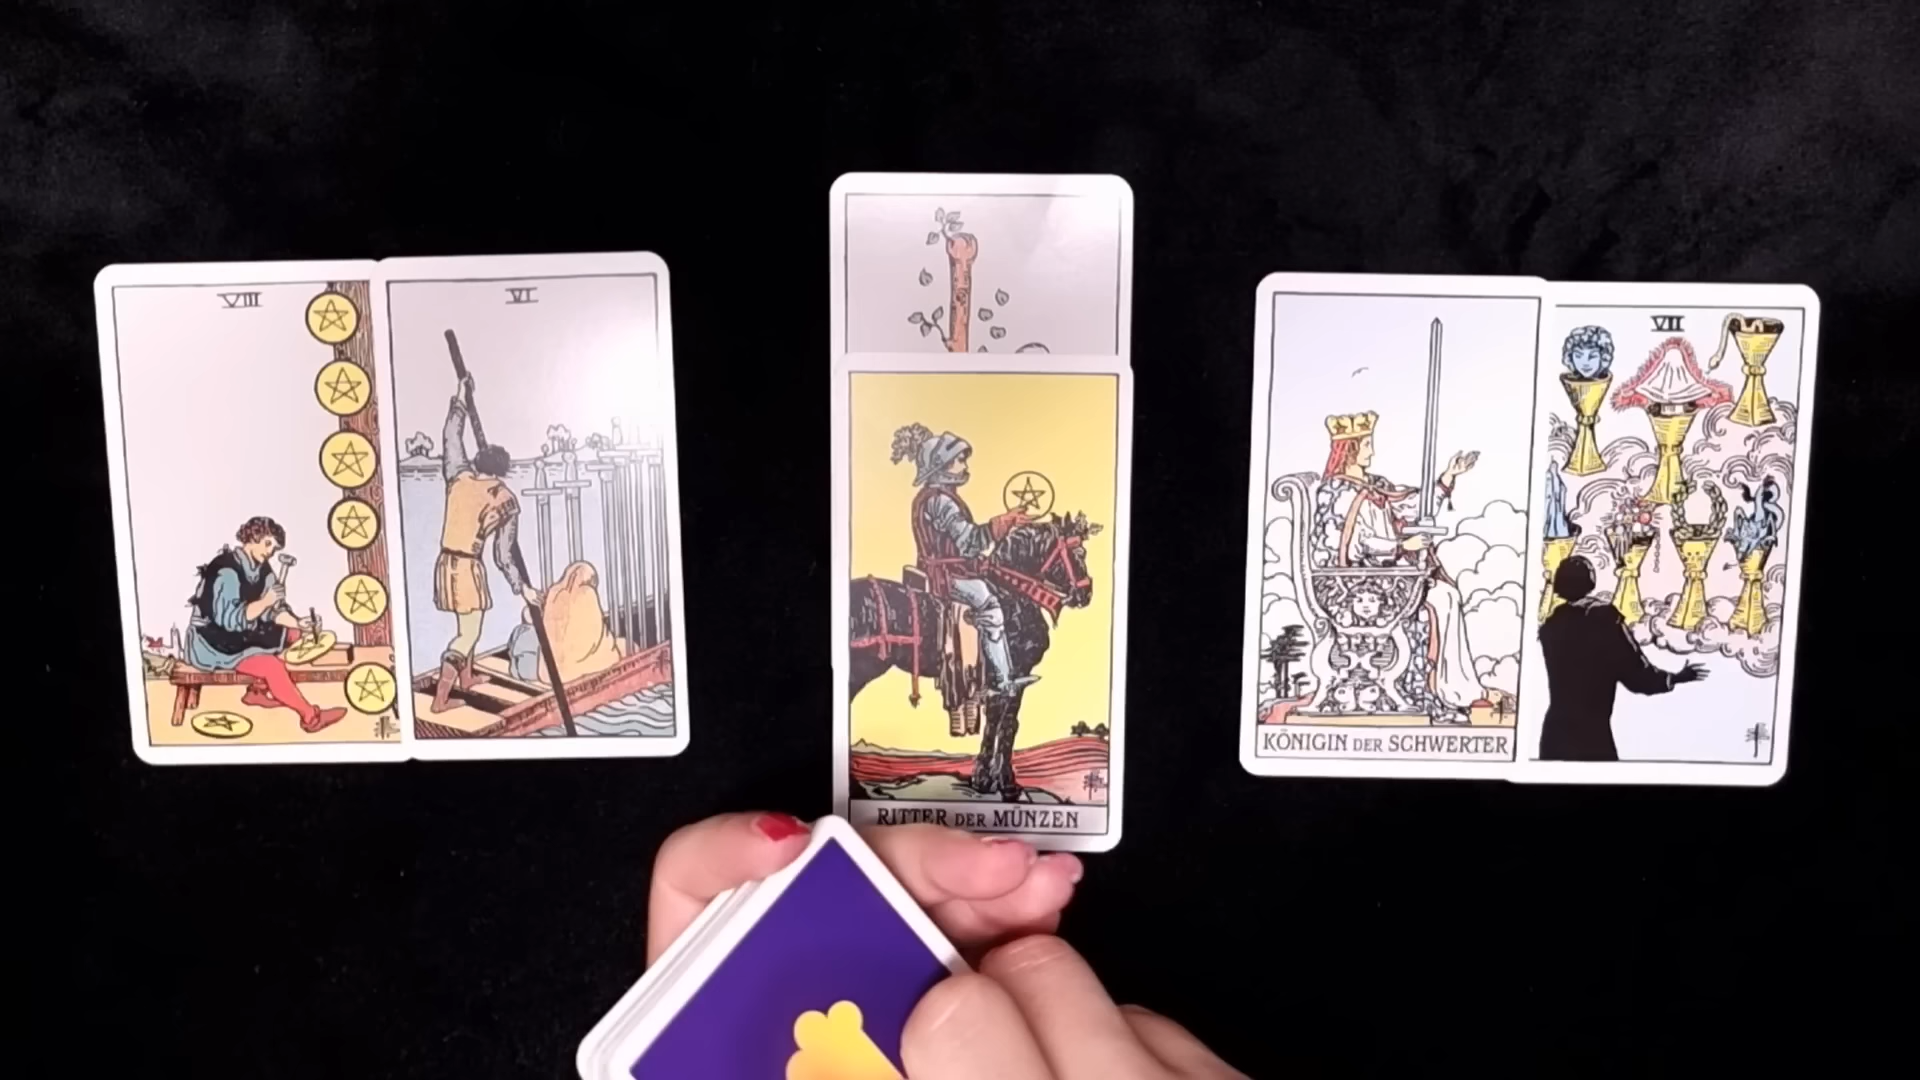 VIII
VI
VII
RITTER DER MÜNZEN
KÖNIGIN DER SCHWERTER